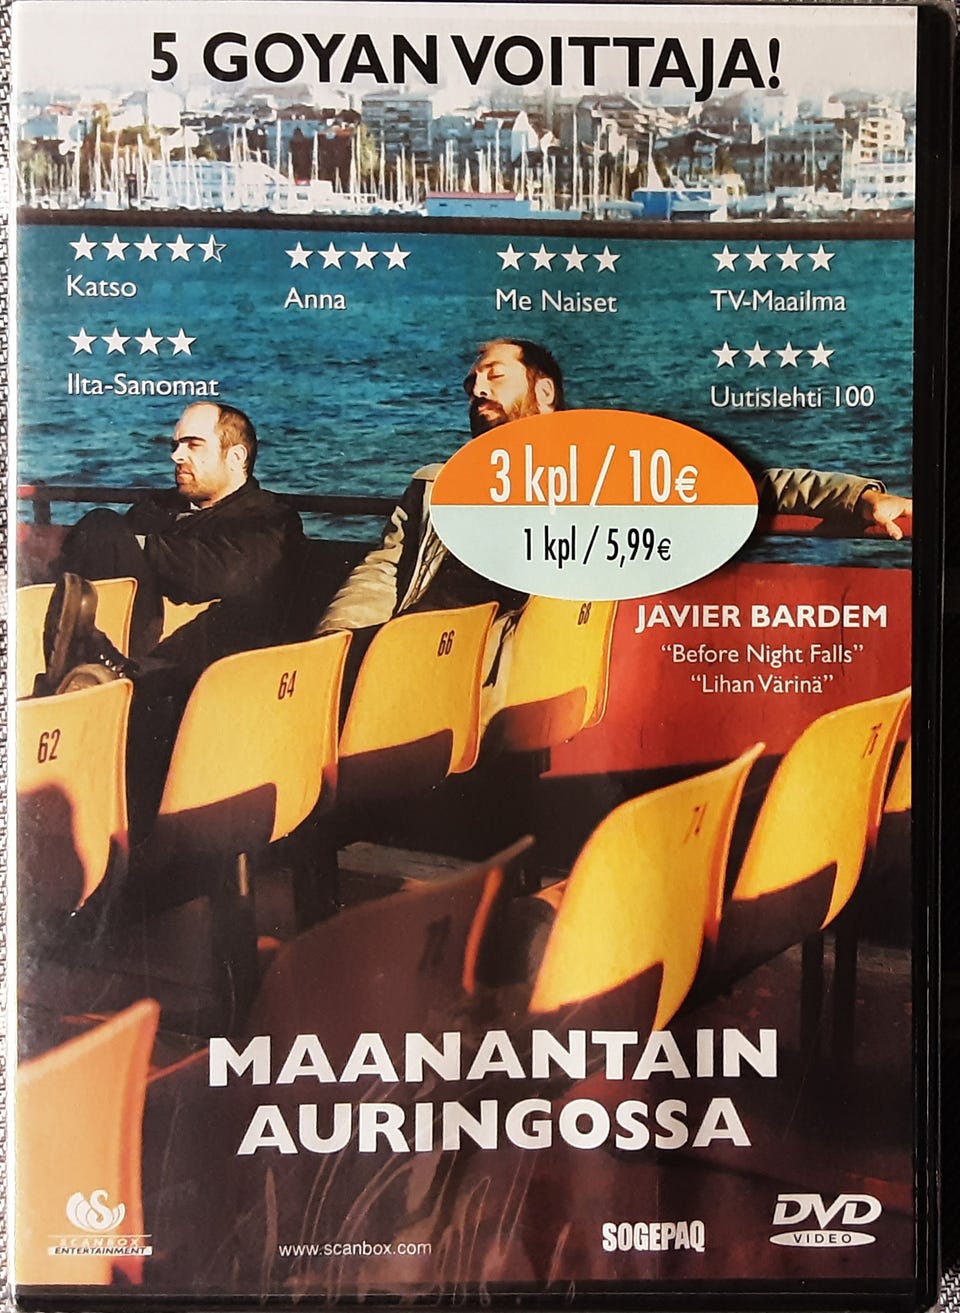 5 GOYAN VOITTAJA!
Katso
Anna
Me Naiset
TV-Maailma
Ilta-Sanomat
Uutislehti 100
3 kpl / 10€
1 kpl / 5,99€
JAVIER BARDEM
“Before Night Falls”
“Lihan Värinä”
68
66
64
62
MAANANTAIN
AURINGOSSA
SCANBOX
ENTERTAINMENT
www.scanbox.com
SOGEPAQ
DVD
VIDEO